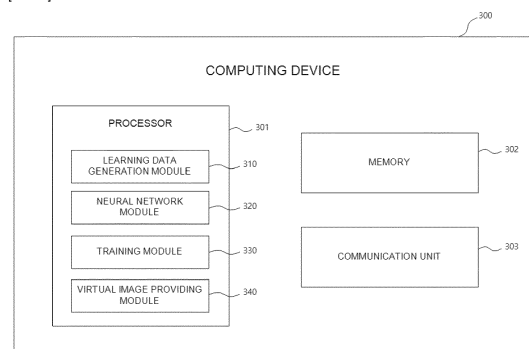 300
COMPUTING DEVICE
PROCESSOR
301
LEARNING DATA
GENERATION MODULE
310
NEURAL NETWORK
MODULE
320
TRAINING MODULE
330
VIRTUAL IMAGE PROVIDING
MODULE
340
MEMORY
302
COMMUNICATION UNIT
303